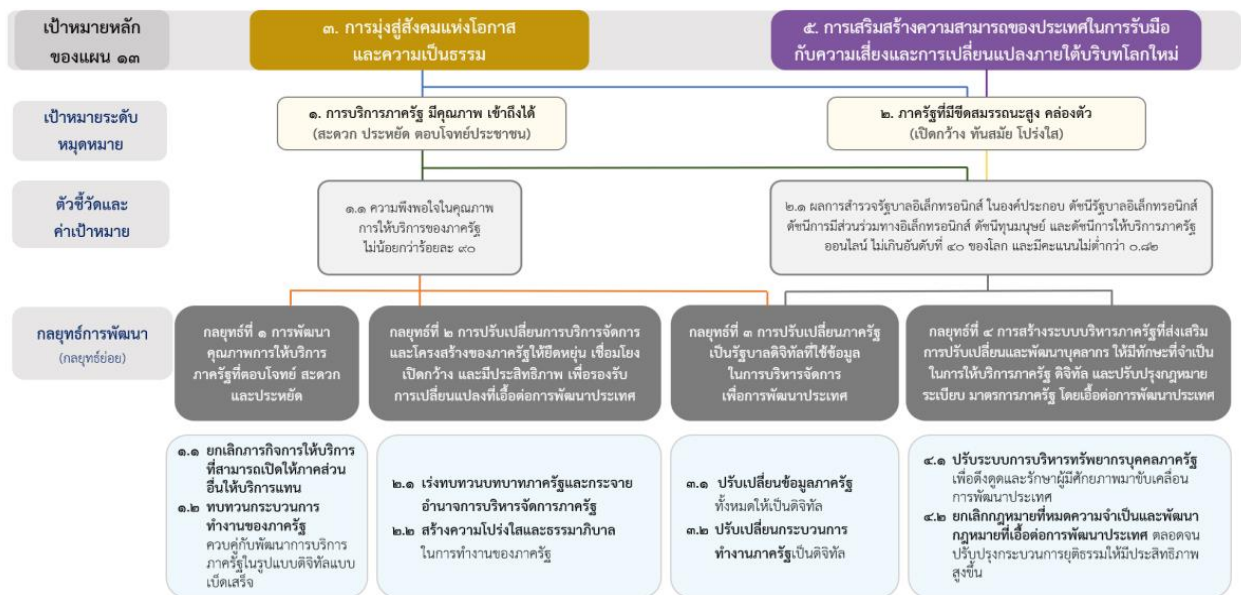 เป้าหมายหลัก
ของแผน ๑๓
๓. การมุ่งสู่สังคมแห่งโอกาส
และความเป็นธรรม
๕. การเสริมสร้างความสามารถของประเทศในการรับมือ
กับความเสี่ยงและการเปลี่ยนแปลงภายใต้บริบทโลกใหม่
เป้าหมายระดับ
หมุดหมาย
๑. การบริการภาครัฐ มีคุณภาพ เข้าถึงได้
(สะดวก ประหยัด ตอบโจทย์ประชาชน)
๒. ภาครัฐที่มีขีดสมรรถนะสูง คล่องตัว
(เปิดกว้าง ทันสมัย โปร่งใส)
ตัวชี้วัดและ
ค่าเป้าหมาย
๑.๑ ความพึงพอใจในคุณภาพ
การให้บริการของภาครัฐ
ไม่น้อยกว่าร้อยละ ๙๐
๒.๑ ผลการสำรวจรัฐบาลอิเล็กทรอนิกส์ ในองค์ประกอบ ดัชนีรัฐบาลอิเล็กทรอนิกส์
ดัชนีการมีส่วนร่วมทางอิเล็กทรอนิกส์ ดัชนีทุนมนุษย์ และดัชนีการให้บริการภาครัฐ
ออนไลน์ ไม่เกินอันดับที่ ๔๐ ของโลก และมีคะแนนไม่ต่ำกว่า ๐.๘๒
กลยุทธ์การพัฒนา
(กลยุทธ์ย่อย)
กลยุทธ์ที่ ๑ การพัฒนา
คุณภาพการให้บริการ
ภาครัฐที่ตอบโจทย์ สะดวก
และประหยัด
กลยุทธ์ที่ ๒ การปรับเปลี่ยนการบริหารจัดการ
และโครงสร้างของภาครัฐให้ยืดหยุ่น เชื่อมโยง
เปิดกว้าง และมีประสิทธิภาพ เพื่อรองรับ
การเปลี่ยนแปลงที่เอื้อต่อการพัฒนาประเทศ
กลยุทธ์ที่ ๓ การปรับเปลี่ยนภาครัฐ
เป็นรัฐบาลดิจิทัลที่ใช้ข้อมูล
ในการบริหารจัดการ
เพื่อการพัฒนาประเทศ
กลยุทธ์ที่ ๔ การสร้างระบบบริหารภาครัฐที่ส่งเสริม
การปรับเปลี่ยนและพัฒนาบุคลากร ให้มีทักษะที่จำเป็น
ในการให้บริการภาครัฐ ดิจิทัล และปรับปรุงกฎหมาย
ระเบียบ มาตรการภาครัฐ โดยเอื้อต่อการพัฒนาประเทศ
๑.๑ ยกเลิกภารกิจการให้บริการ
ที่สามารถเปิดให้ภาคส่วน
อื่นให้บริการแทน
๑.๒ ทบทวนกระบวนการ
ทำงานของภาครัฐ
ควบคู่กับพัฒนาการบริการ
ภาครัฐในรูปแบบดิจิทัลแบบ
เบ็ดเสร็จ
๒.๑ เร่งทบทวนบทบาทภาครัฐและกระจาย
อำนาจการบริหารจัดการภาครัฐ
๒.๒ สร้างความโปร่งใสและธรรมาภิบาล
ในการทำงานของภาครัฐ
๓.๑ ปรับเปลี่ยนข้อมูลภาครัฐ
ทั้งหมดให้เป็นดิจิทัล
๓.๒ ปรับเปลี่ยนกระบวนการ
ทำงานภาครัฐเป็นดิจิทัล
๔.๑ ปรับระบบการบริหารทรัพยากรบุคคลภาครัฐ
เพื่อดึงดูดและรักษาผู้มีศักยภาพมาขับเคลื่อน
การพัฒนาประเทศ
๔.๒ ยกเลิกกฎหมายที่หมดความจำเป็นและพัฒนา
กฎหมายที่เอื้อต่อการพัฒนาประเทศ ตลอดจน
ปรับปรุงกระบวนการยุติธรรมให้มีประสิทธิภาพ
สูงขึ้น